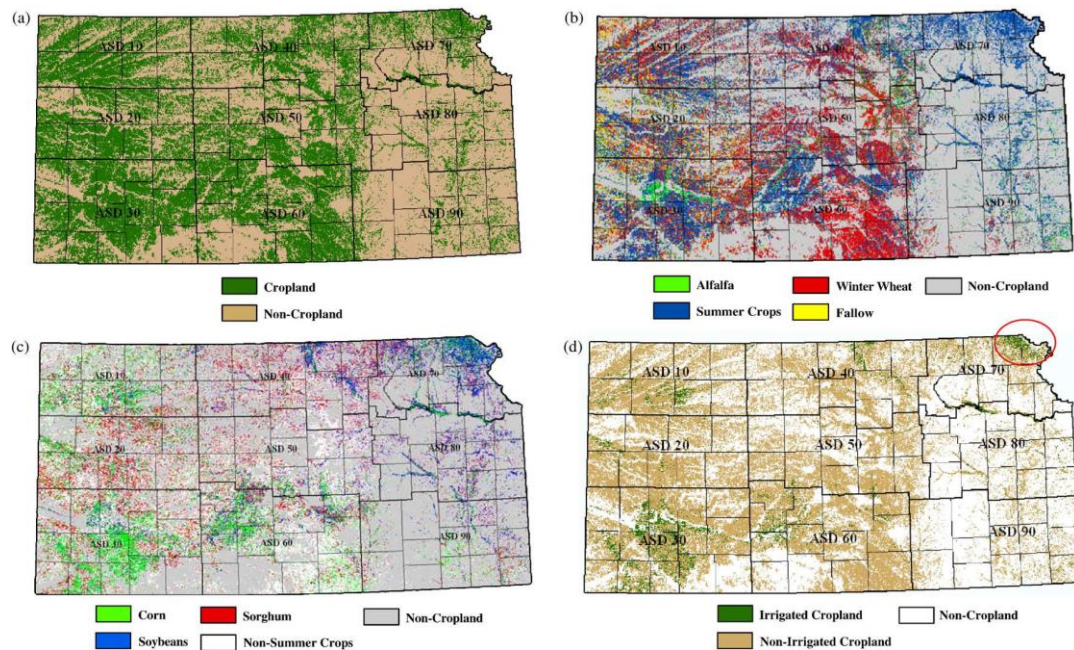 (a)
ASD 10
ASD 40
ASD 70
ASD 20
ASD 50
ASD 80
ASD 30
ASD 60
ASD 90
Cropland
Non-Cropland
(b)
ASD 10
ASD 40
ASD 70
ASD 20
ASD 50
ASD 80
ASD 30
ASD 60
ASD 90
Alfalfa
Winter Wheat
Non-Cropland
Summer Crops
Fallow
(c)
ASD 10
ASD 40
ASD 70
ASD 20
ASD 50
ASD 80
ASD 30
ASD 60
ASD 90
Corn
Sorghum
Non-Cropland
Soybeans
Non-Summer Crops
(d)
ASD 10
ASD 40
ASD 70
ASD 20
ASD 50
ASD 80
ASD 30
ASD 60
ASD 90
Irrigated Cropland
Non-Cropland
Non-Irrigated Cropland